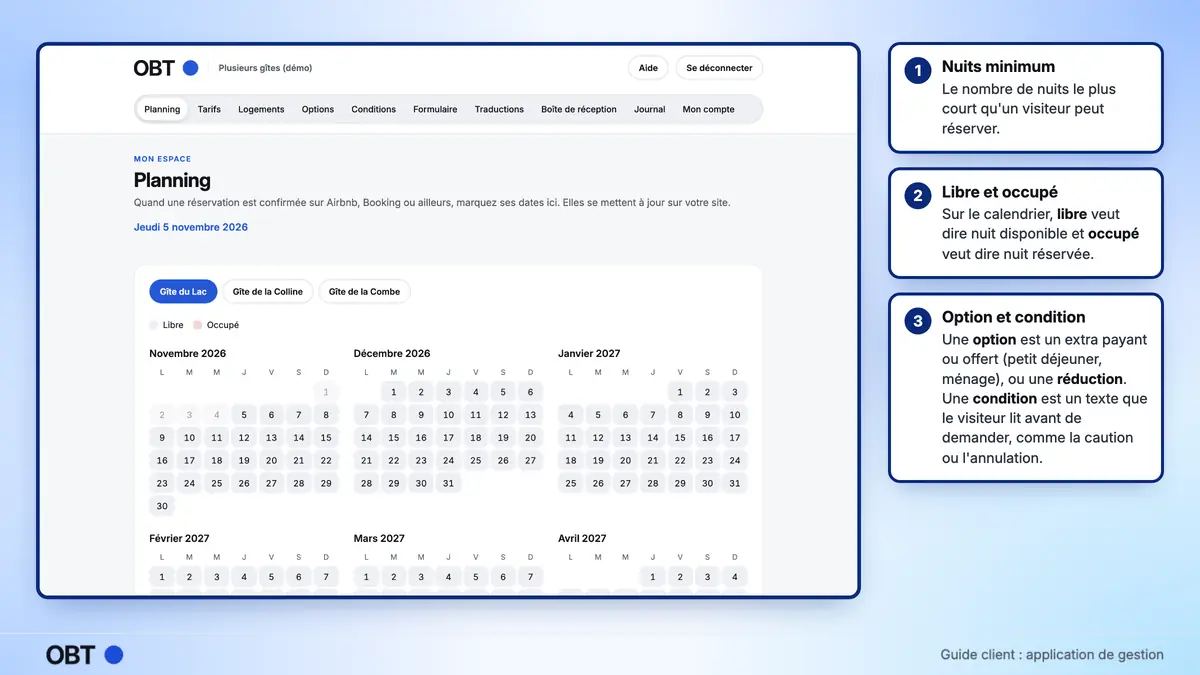 OBT
Plusieurs gîtes (démo)
Aide
Se déconnecter
Planning
Tarifs
Logements
Options
Conditions
Formulaire
Traductions
Boîte de réception
Journal
Mon compte
MON ESPACE
Planning
Quand une réservation est confirmée sur Airbnb, Booking ou ailleurs, marquez ses dates ici. Elles se mettent à jour sur votre site.
Jeudi 5 novembre 2026
Gîte du Lac
Gîte de la Colline
Gîte de la Combe
Libre
Occupé
Novembre 2026
L M M J V S D
1
2 3 4 5 6 7 8
9 10 11 12 13 14 15
16 17 18 19 20 21 22
23 24 25 26 27 28 29
30
Décembre 2026
L M M J V S D
1 2 3 4 5 6
7 8 9 10 11 12 13
14 15 16 17 18 19 20
21 22 23 24 25 26 27
28 29 30 31
Janvier 2027
L M M J V S D
1 2 3
4 5 6 7 8 9 10
11 12 13 14 15 16 17
18 19 20 21 22 23 24
25 26 27 28 29 30 31
Février 2027
L M M J V S D
1 2 3 4 5 6 7
Mars 2027
L M M J V S D
1 2 3 4 5 6 7
Avril 2027
L M M J V S D
1 2 3 4
1
Nuits minimum
Le nombre de nuits le plus
court qu'un visiteur peut
réserver.
2
Libre et occupé
Sur le calendrier, libre veut
dire nuit disponible et occupé
veut dire nuit réservée.
3
Option et condition
Une option est un extra payant
ou offert (petit déjeuner,
ménage), ou une réduction.
Une condition est un texte que
le visiteur lit avant de
demander, comme la caution
ou l'annulation.
OBT
Guide client : application de gestion